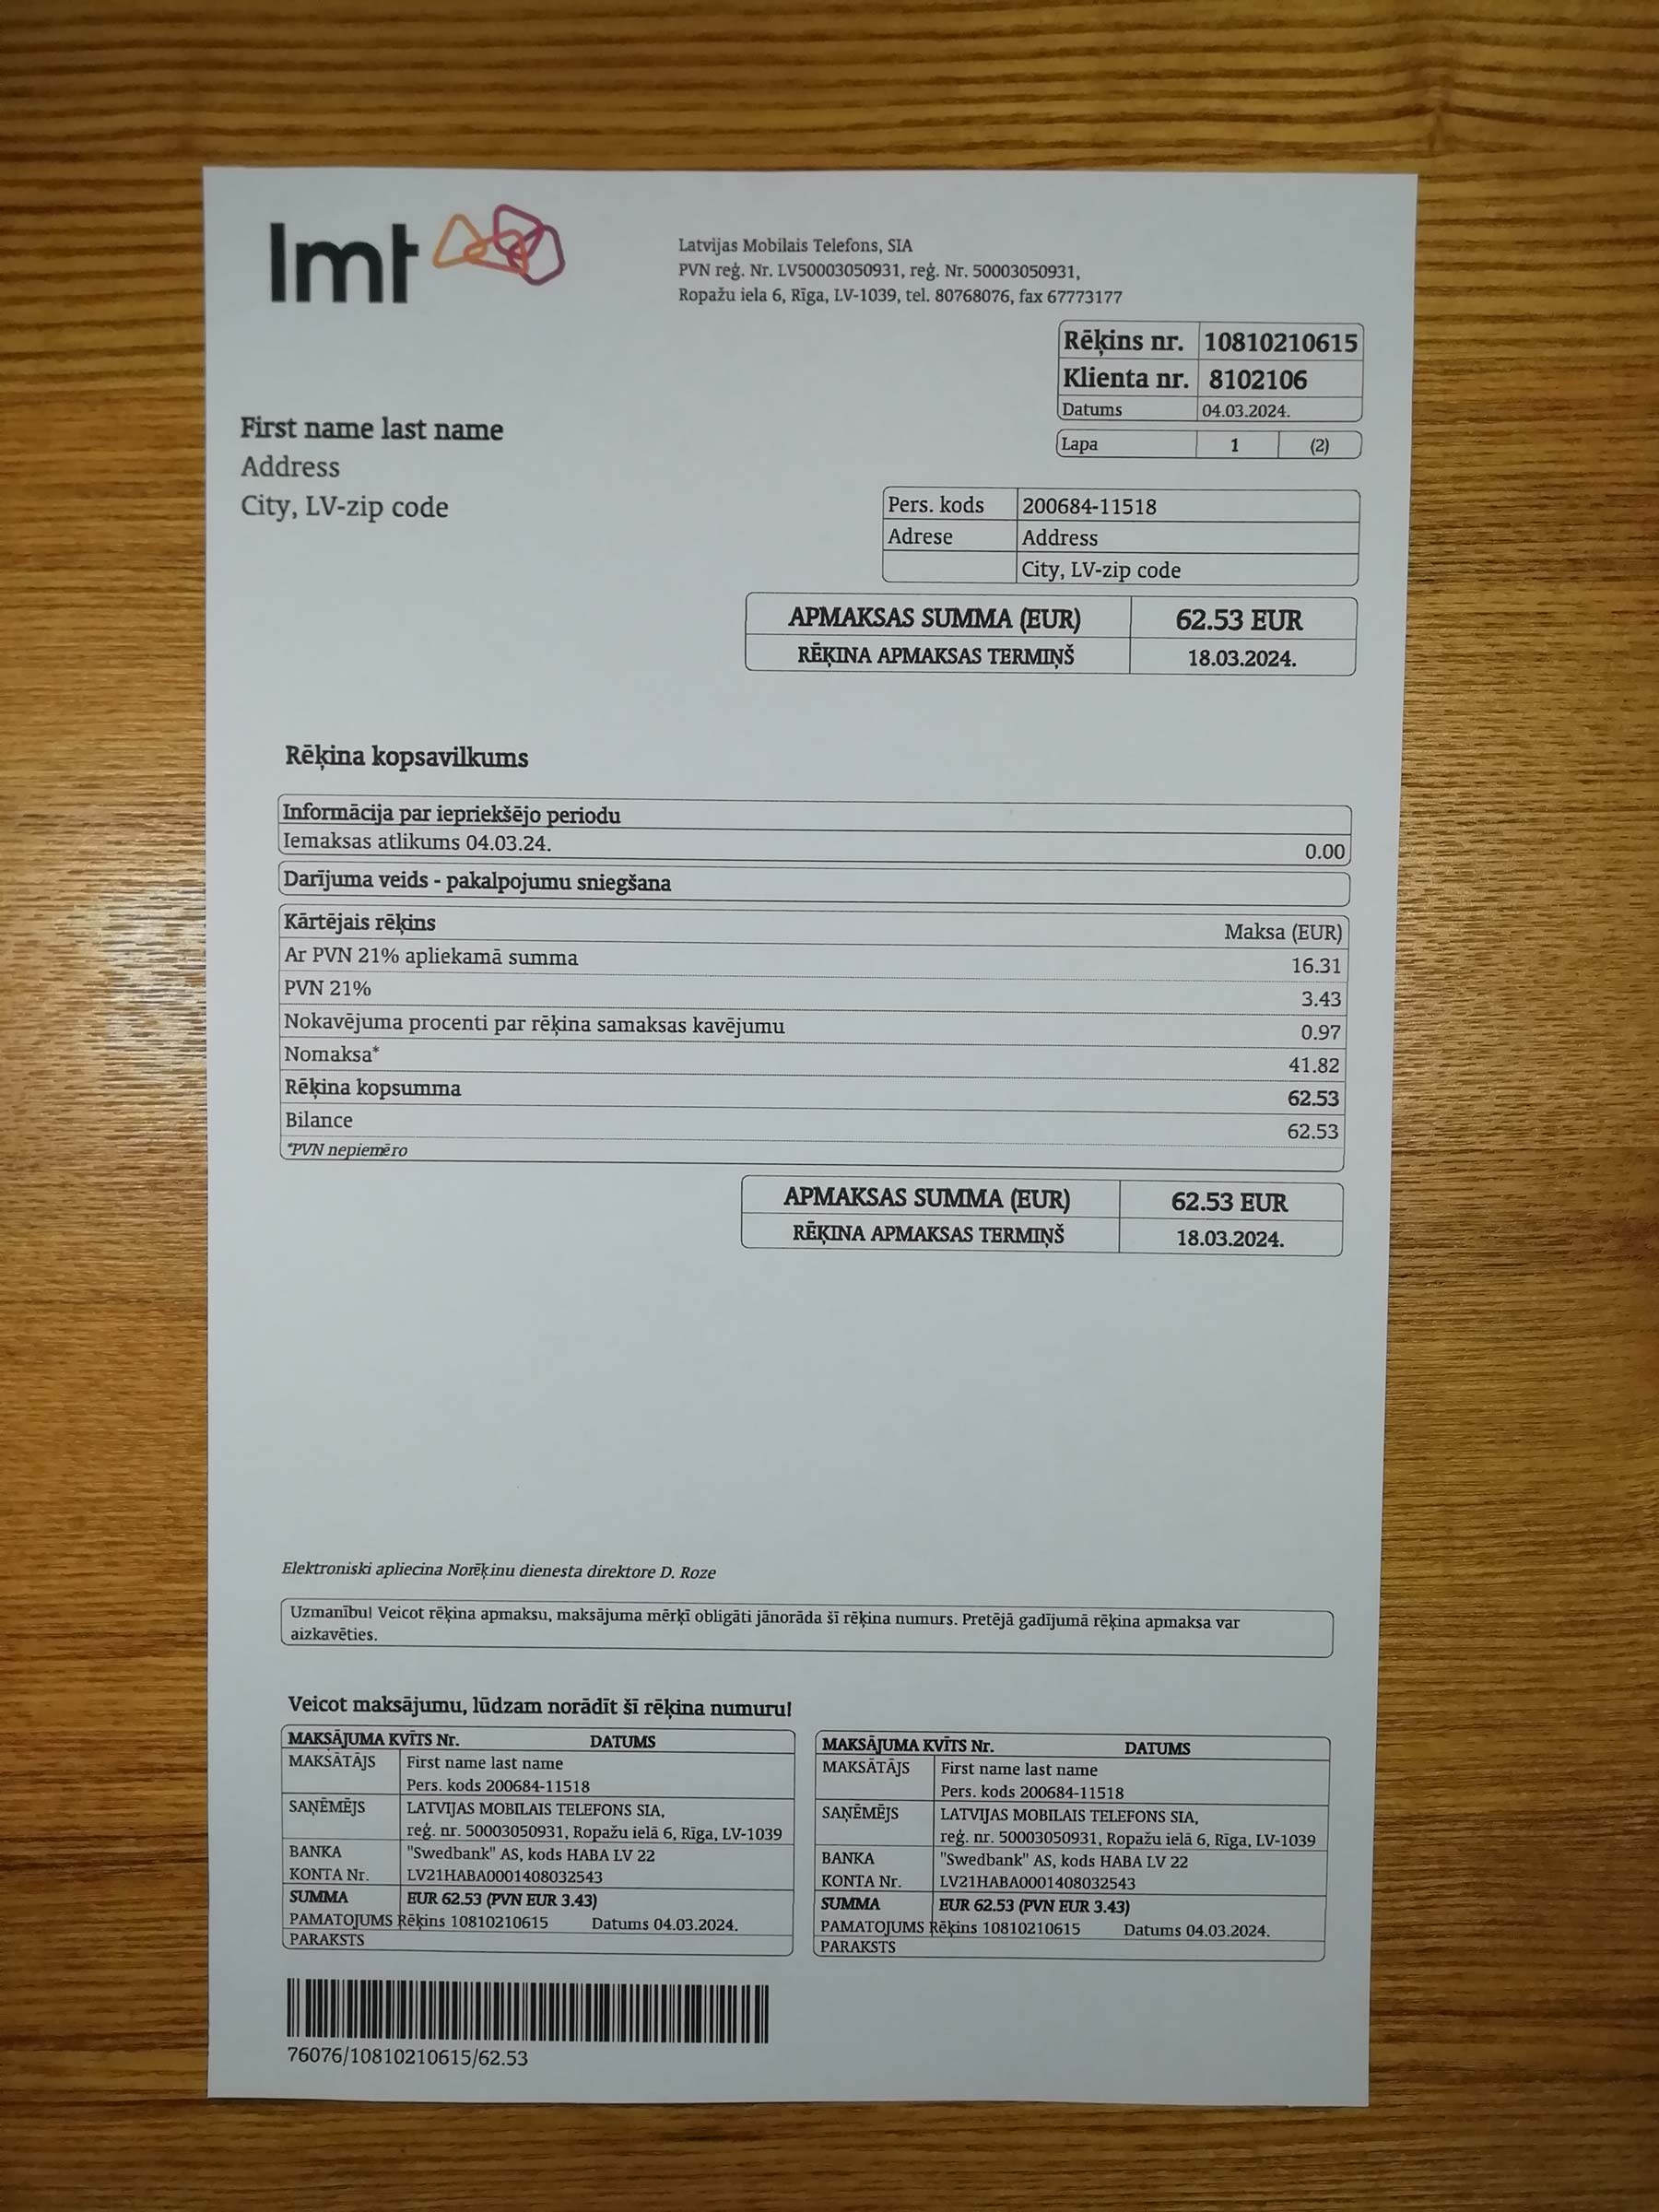 lmt
Latvijas Mobilais Telefons, SIA
PVN reģ. Nr. LV50003050931, reģ. Nr. 50003050931,
Ropažu iela 6, Rīga, LV-1039, tel. 80768076, fax 67773177
Rēķins nr. 10810210615
Klienta nr. 8102106
Datums 04.03.2024.
Lapa 1 (2)
First name last name
Address
City, LV-zip code
Pers. kods 200684-11518
Adrese Address
City, LV-zip code
APMAKSAS SUMMA (EUR) 62.53 EUR
RĒĶINA APMAKSAS TERMIŅŠ 18.03.2024.
Rēķina kopsavilkums
Informācija par iepriekšējo periodu
Iemaksas atlikums 04.03.24. 0.00
Darījuma veids - pakalpojumu sniegšana
Kārtējais rēķins Maksa (EUR)
Ar PVN 21% apliekamā summa 16.31
PVN 21% 3.43
Nokavējuma procenti par rēķina samaksas kavējumu 0.97
Nomaksa* 41.82
Rēķina kopsumma 62.53
Bilance 62.53
*PVN nepiemēro
APMAKSAS SUMMA (EUR) 62.53 EUR
RĒĶINA APMAKSAS TERMIŅŠ 18.03.2024.
Elektroniski apliecina Norēķinu dienesta direktore D. Roze
Uzmanību! Veicot rēķina apmaksu, maksājuma mērķī obligāti jānorāda šī rēķina numurs. Pretējā gadījumā rēķina apmaksa var
aizkavēties.
Veicot maksājumu, lūdzam norādīt šī rēķina numuru!
MAKSĀJUMA KVĪTS Nr. DATUMS
MAKSĀTĀJS First name last name
Pers. kods 200684-11518
SAŅĒMĒJS LATVIJAS MOBILAIS TELEFONS SIA,
reģ. nr. 50003050931, Ropažu ielā 6, Rīga, LV-1039
BANKA "Swedbank" AS, kods HABA LV 22
KONTA Nr. LV21HABA0001408032543
SUMMA EUR 62.53 (PVN EUR 3.43)
PAMATOJUMS Rēķins 10810210615 Datums 04.03.2024.
PARAKSTS
MAKSĀJUMA KVĪTS Nr. DATUMS
MAKSĀTĀJS First name last name
Pers. kods 200684-11518
SAŅĒMĒJS LATVIJAS MOBILAIS TELEFONS SIA,
reģ. nr. 50003050931, Ropažu ielā 6, Rīga, LV-1039
BANKA "Swedbank" AS, kods HABA LV 22
KONTA Nr. LV21HABA0001408032543
SUMMA EUR 62.53 (PVN EUR 3.43)
PAMATOJUMS Rēķins 10810210615 Datums 04.03.2024.
PARAKSTS
76076/10810210615/62.53